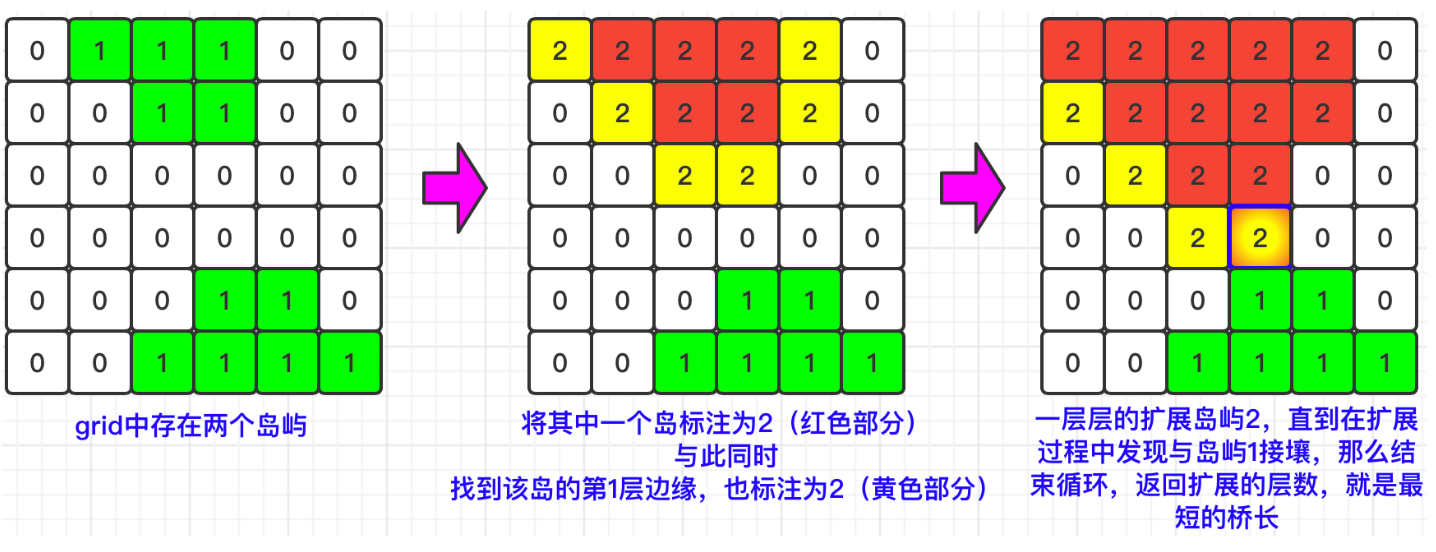 0 1 1 1 0 0
0 0 1 1 0 0
0 0 0 0 0 0
0 0 0 0 0 0
0 0 0 1 1 0
0 0 1 1 1 1
grid中存在两个岛屿
2 2 2 2 2 0
0 2 2 2 2 0
0 0 2 2 0 0
0 0 0 0 0 0
0 0 0 1 1 0
0 0 1 1 1 1
将其中一个岛标注为2（红色部分）
与此同时
找到该岛的第1层边缘，也标注为2（黄色部分）
2 2 2 2 2 0
2 2 2 2 2 0
0 2 2 2 0 0
0 0 2 2 0 0
0 0 0 1 1 0
0 0 1 1 1 1
一层层的扩展岛屿2，直到在扩展
过程中发现与岛屿1接壤，那么结
束循环，返回扩展的层数，就是最
短的桥长